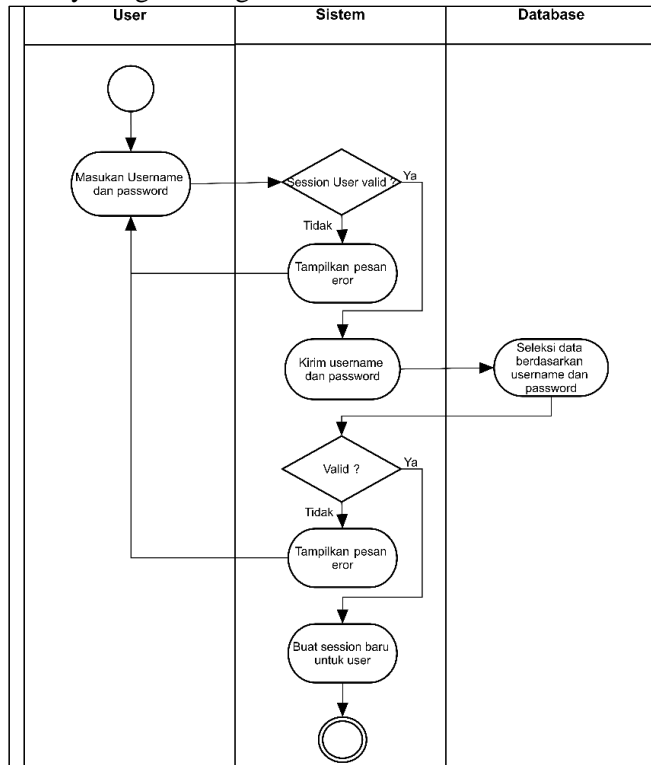 User
Sistem
Database
Masukan Username
dan password
Session User valid ?
Ya
Tidak
Tampilkan pesan
eror
Kirim username
dan password
Seleksi data
berdasarkan
username dan
password
Valid ?
Ya
Tidak
Tampilkan pesan
eror
Buat session baru
untuk user